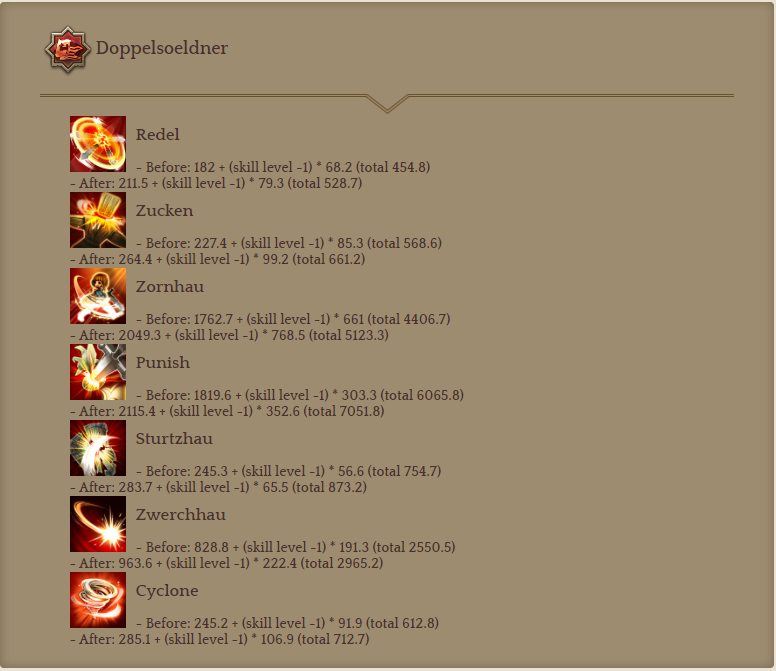 Doppelsoeldner
Redel
- Before: 182 + (skill level -1) * 68.2 (total 454.8)
- After: 211.5 + (skill level -1) * 79.3 (total 528.7)
Zucken
- Before: 227.4 + (skill level -1) * 85.3 (total 568.6)
- After: 264.4 + (skill level -1) * 99.2 (total 661.2)
Zornhau
- Before: 1762.7 + (skill level -1) * 661 (total 4406.7)
- After: 2049.3 + (skill level -1) * 768.5 (total 5123.3)
Punish
- Before: 1819.6 + (skill level -1) * 303.3 (total 6065.8)
- After: 2115.4 + (skill level -1) * 352.6 (total 7051.8)
Sturtzhau
- Before: 245.3 + (skill level -1) * 56.6 (total 754.7)
- After: 283.7 + (skill level -1) * 65.5 (total 873.2)
Zwerchhau
- Before: 828.8 + (skill level -1) * 191.3 (total 2550.5)
- After: 963.6 + (skill level -1) * 222.4 (total 2965.2)
Cyclone
- Before: 245.2 + (skill level -1) * 91.9 (total 612.8)
- After: 285.1 + (skill level -1) * 106.9 (total 712.7)